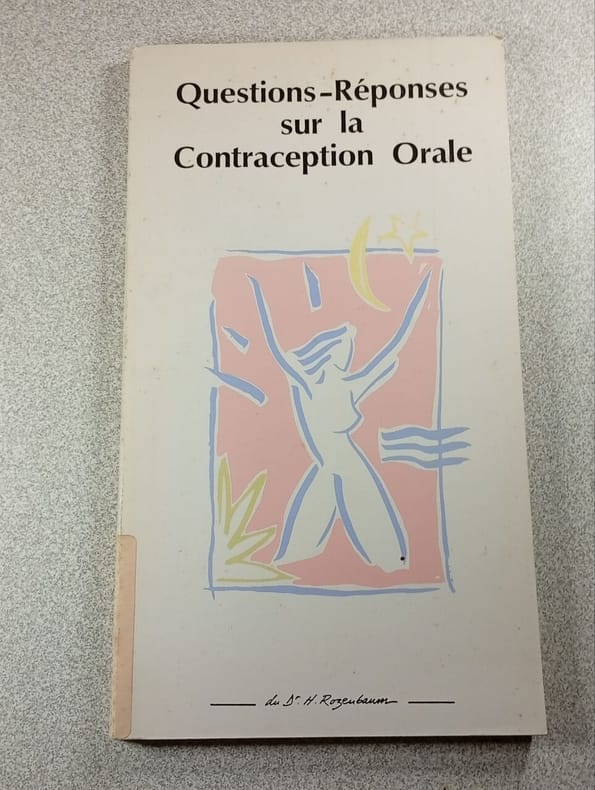 Questions-Réponses
sur la
Contraception Orale
du Dr. H. Rozenbaum